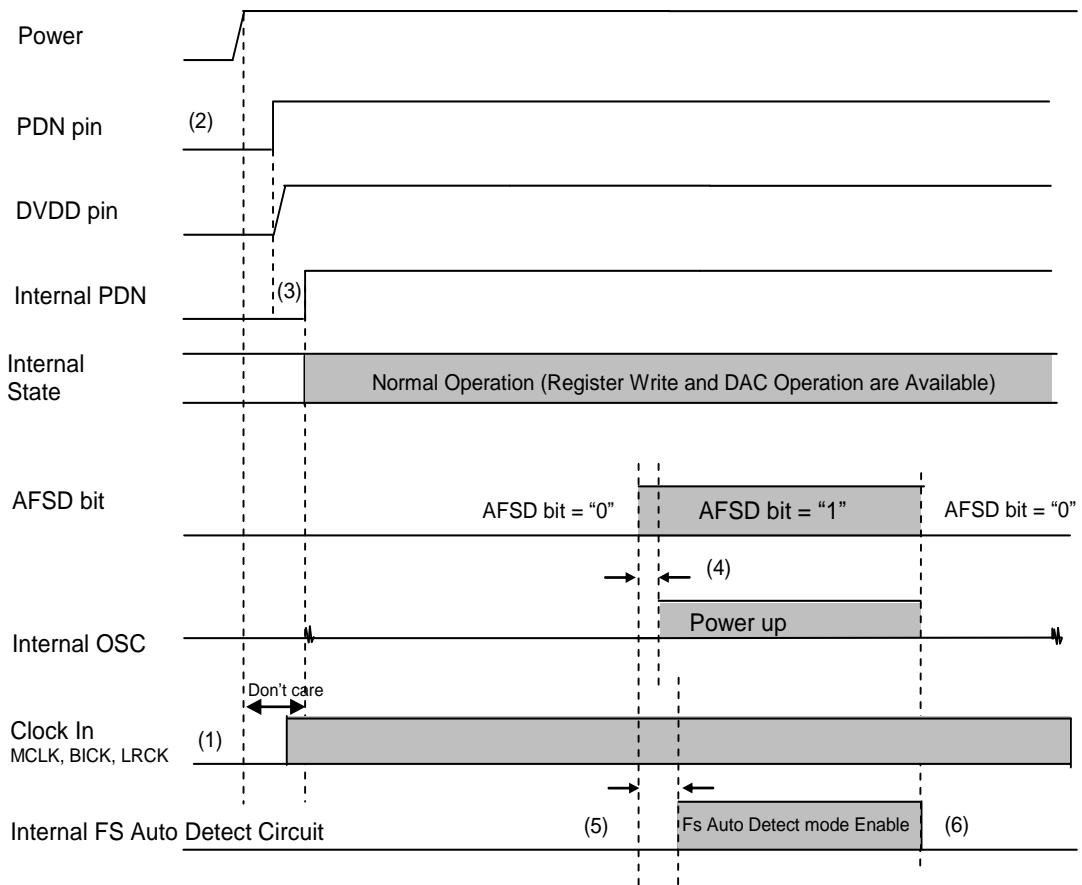 Power
PDN pin
(2)
DVDD pin
Internal PDN
(3)
Internal
State
Normal Operation (Register Write and DAC Operation are Available)
AFSD bit
AFSD bit = “0”
AFSD bit = “1”
AFSD bit = “0”
(4)
Internal OSC
Power up
Don't care
Clock In
MCLK, BICK, LRCK
(1)
Internal FS Auto Detect Circuit
(5)
Fs Auto Detect mode Enable
(6)